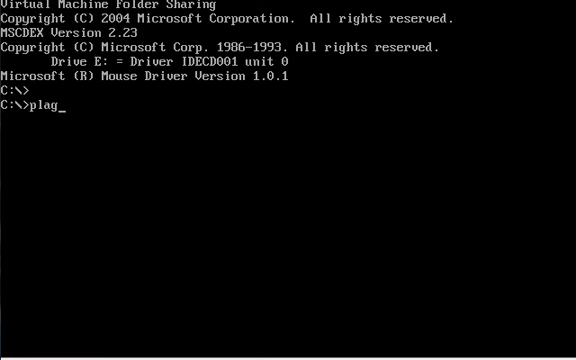 Virtual Machine Folder Sharing
Copyright (C) 2004 Microsoft Corporation.  All rights reserved.
MSCDEX Version 2.23
Copyright (C) Microsoft Corp. 1986-1993. All rights reserved.
Drive E: = Driver IDECD001 unit 0
Microsoft (R) Mouse Driver Version 1.0.1
C:\>
C:\>plag_